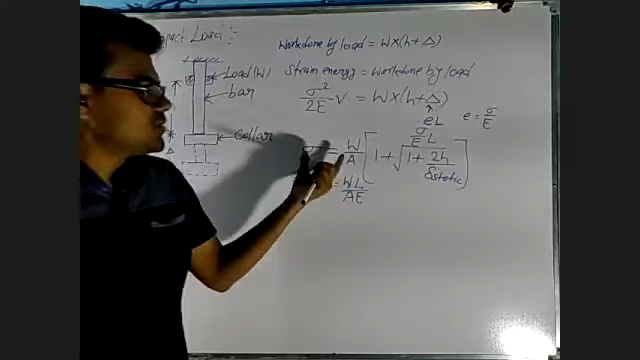 Load :-
Workdone by load = W×(h+Δ)
Load (W)
Strain energy = Workdone by load
bar
σ²/2E V = W×(h+Δ)
eL
e = σ/E
σ/E L
Collar
Δ
= W/A [1+√(1+2h/δstatic)]
= WL/AE